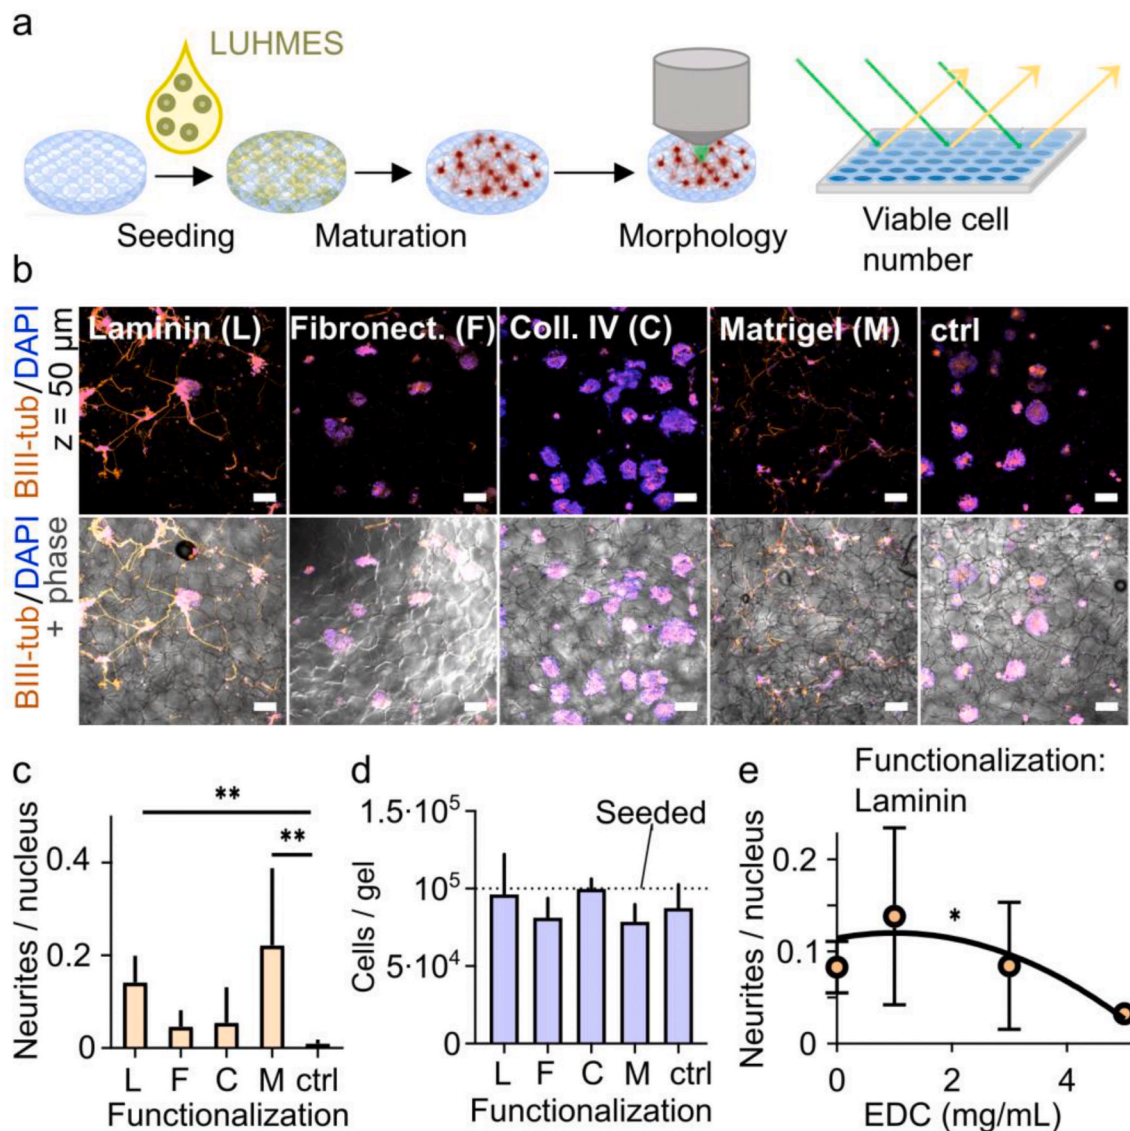 a
LUHMES
Seeding
Maturation
Morphology
Viable cell
number
b
BIII-tub/DAPI
z = 50 µm
Laminin (L)
Fibronect. (F)
Coll. IV (C)
Matrigel (M)
ctrl
BIII-tub/DAPI
+ phase
c
**
**
Neurites / nucleus
0.4
0.2
0
L F C M ctrl
Functionalization
d
1.5·10⁵
Seeded
10⁵
Cells / gel
5·10⁴
0
L F C M ctrl
Functionalization
e
Functionalization:
Laminin
Neurites / nucleus
0.2
*
0.1
0
0 2 4
EDC (mg/mL)